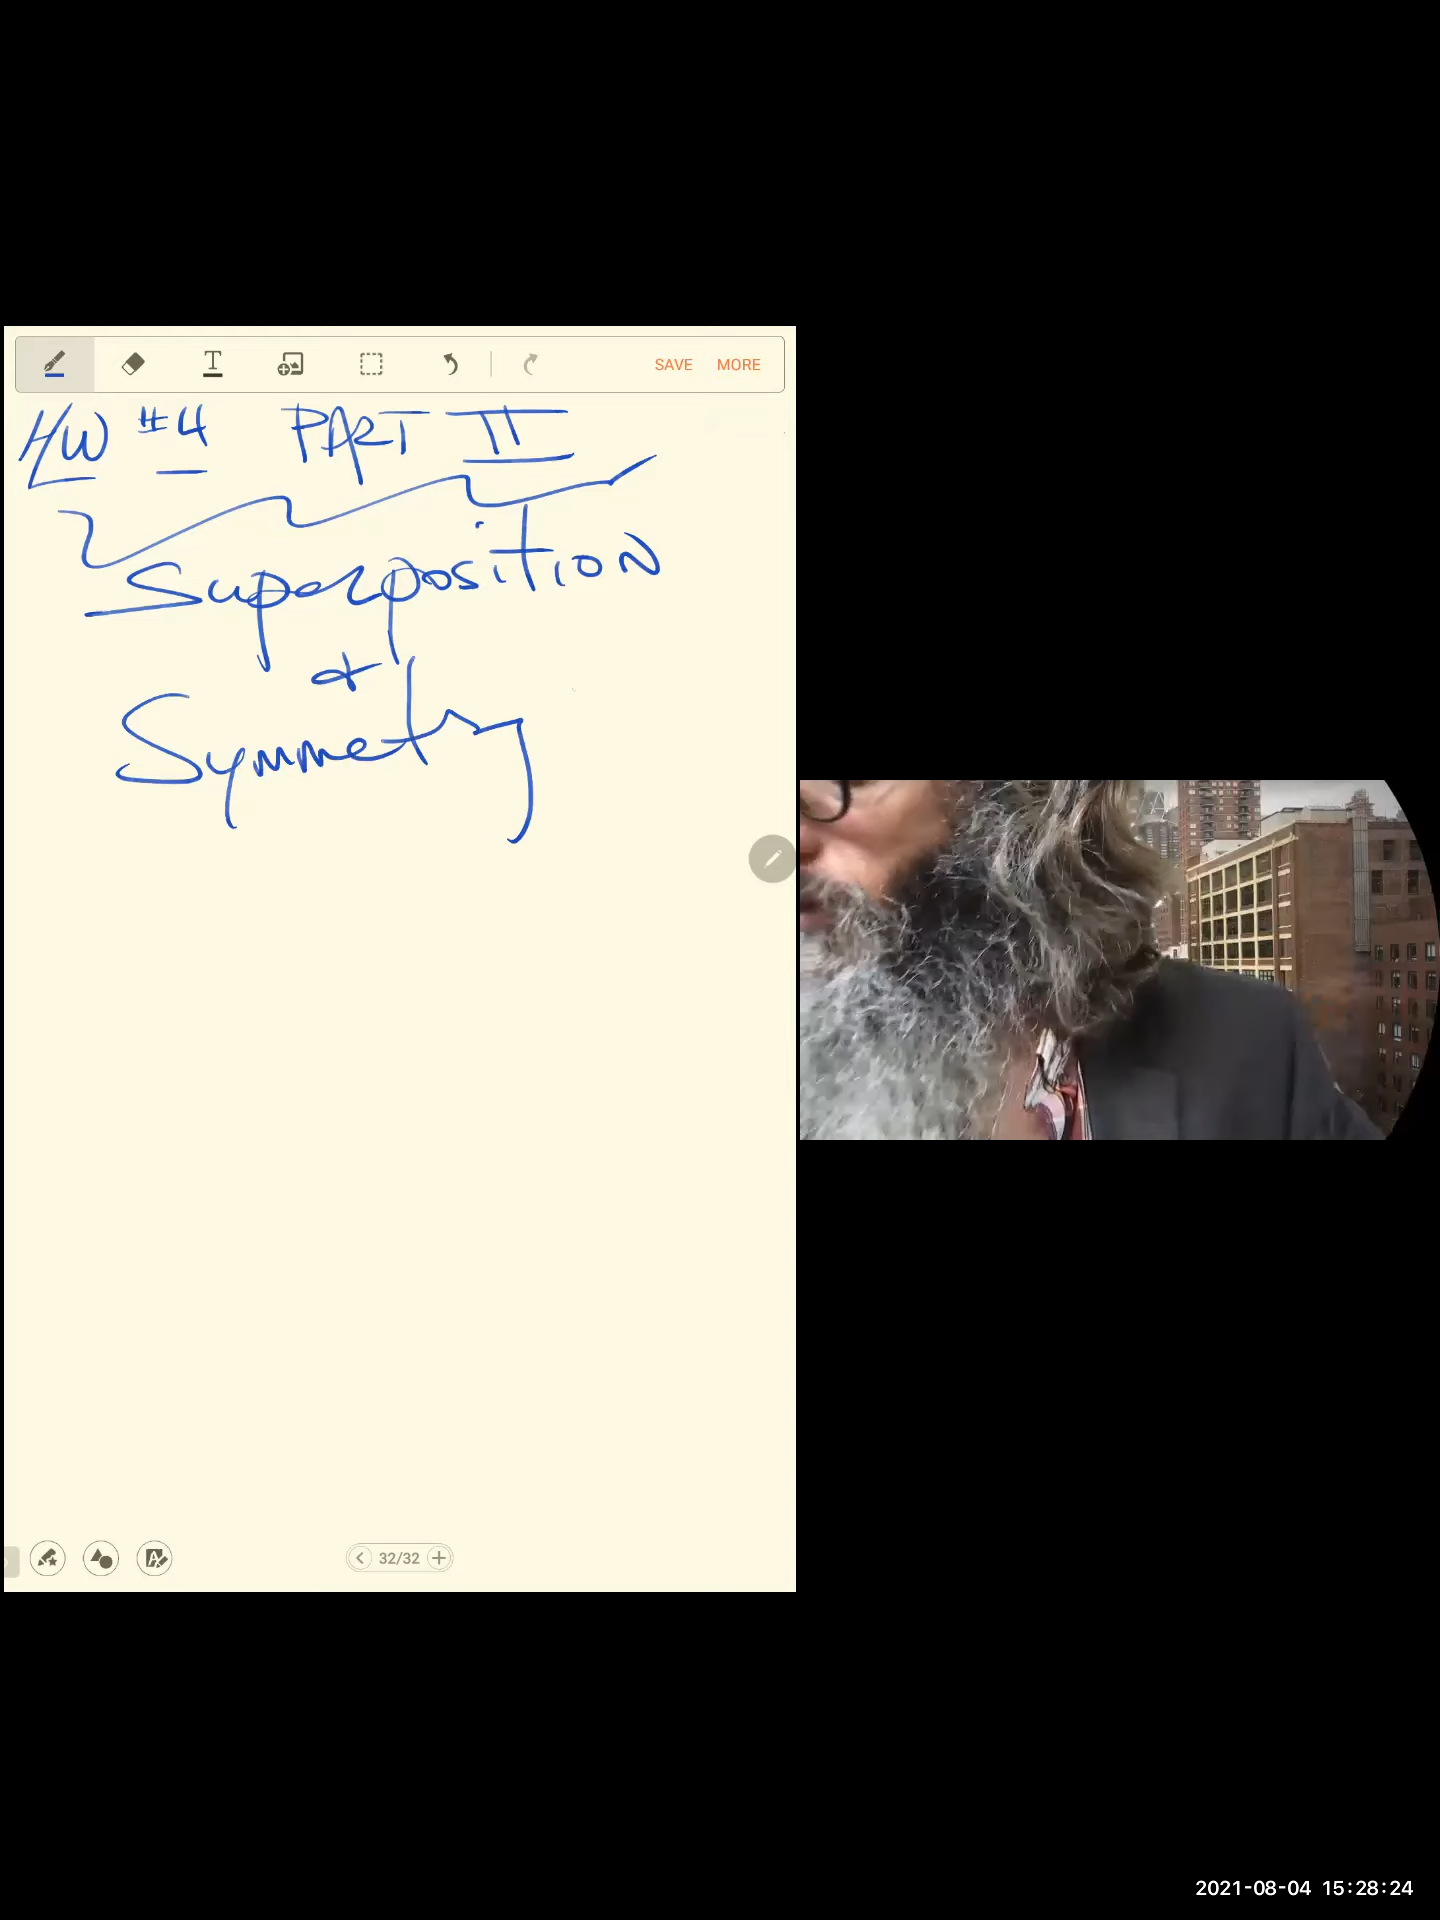 T
SAVE MORE
HW #4 PART II
Superposition
+
Symmetry
32/32
2021-08-04 15:28:24